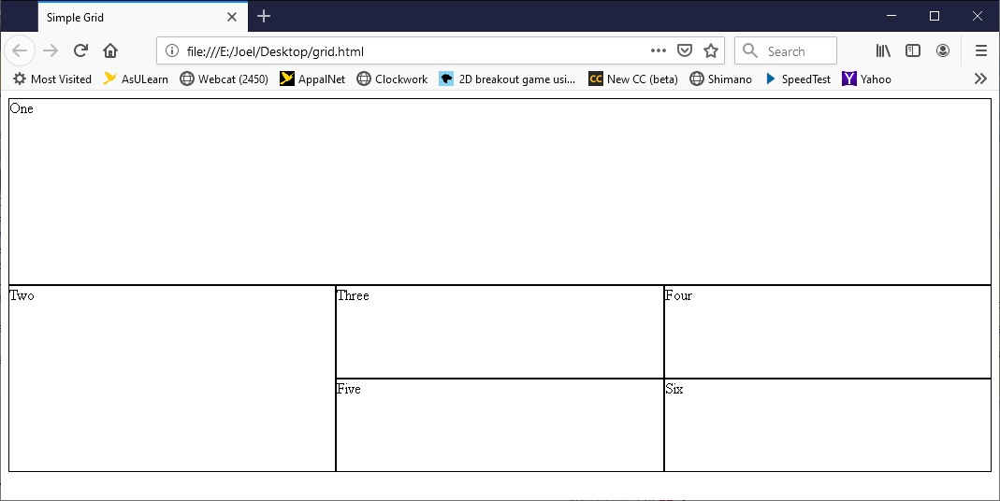 Simple Grid
file:///E:/Joel/Desktop/grid.html Search
Most Visited AsULearn Webcat (2450) AppalNet Clockwork 2D breakout game usi... New CC (beta) Shimano SpeedTest Yahoo
One
Two Three Four
Five Six